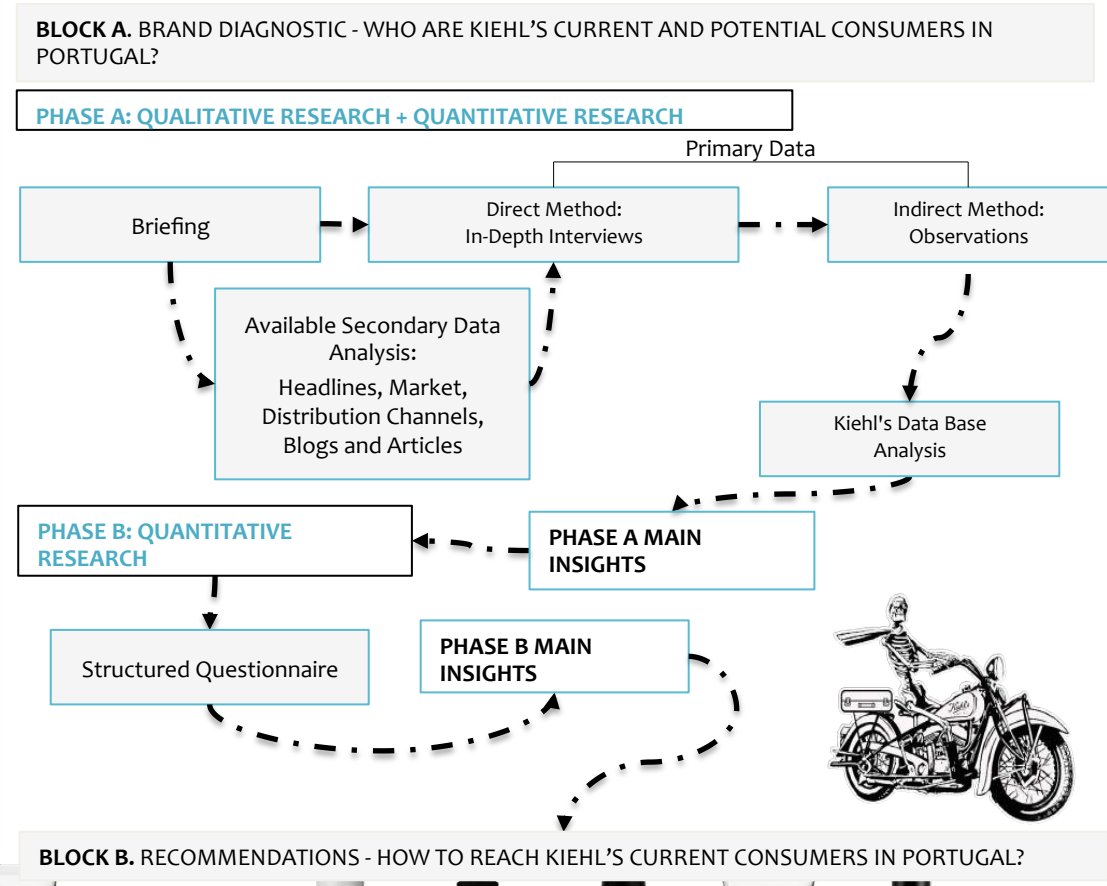 BLOCK A. BRAND DIAGNOSTIC - WHO ARE KIEHL’S CURRENT AND POTENTIAL CONSUMERS IN
PORTUGAL?
PHASE A: QUALITATIVE RESEARCH + QUANTITATIVE RESEARCH
Primary Data
Briefing
Direct Method:
In-Depth Interviews
Indirect Method:
Observations
Available Secondary Data
Analysis:
Headlines, Market,
Distribution Channels,
Blogs and Articles
Kiehl's Data Base
Analysis
PHASE A MAIN
INSIGHTS
PHASE B: QUANTITATIVE
RESEARCH
Structured Questionnaire
PHASE B MAIN
INSIGHTS
Kiehl's
BLOCK B. RECOMMENDATIONS - HOW TO REACH KIEHL’S CURRENT CONSUMERS IN PORTUGAL?